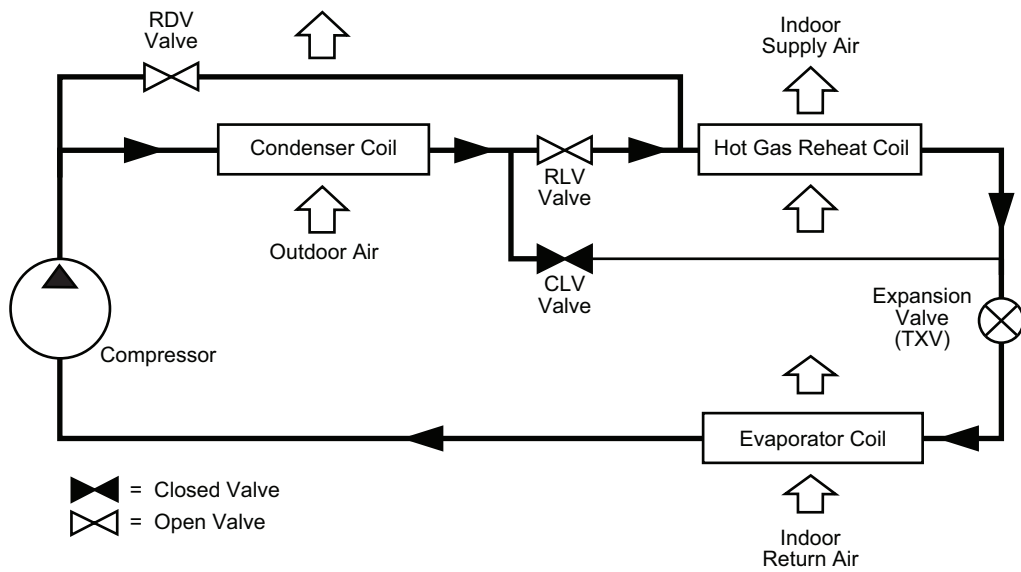 RDV
Valve
Indoor
Supply Air
Condenser Coil
Hot Gas Reheat Coil
RLV
Valve
Outdoor Air
CLV
Valve
Expansion
Valve
(TXV)
Compressor
Evaporator Coil
= Closed Valve
= Open Valve
Indoor
Return Air